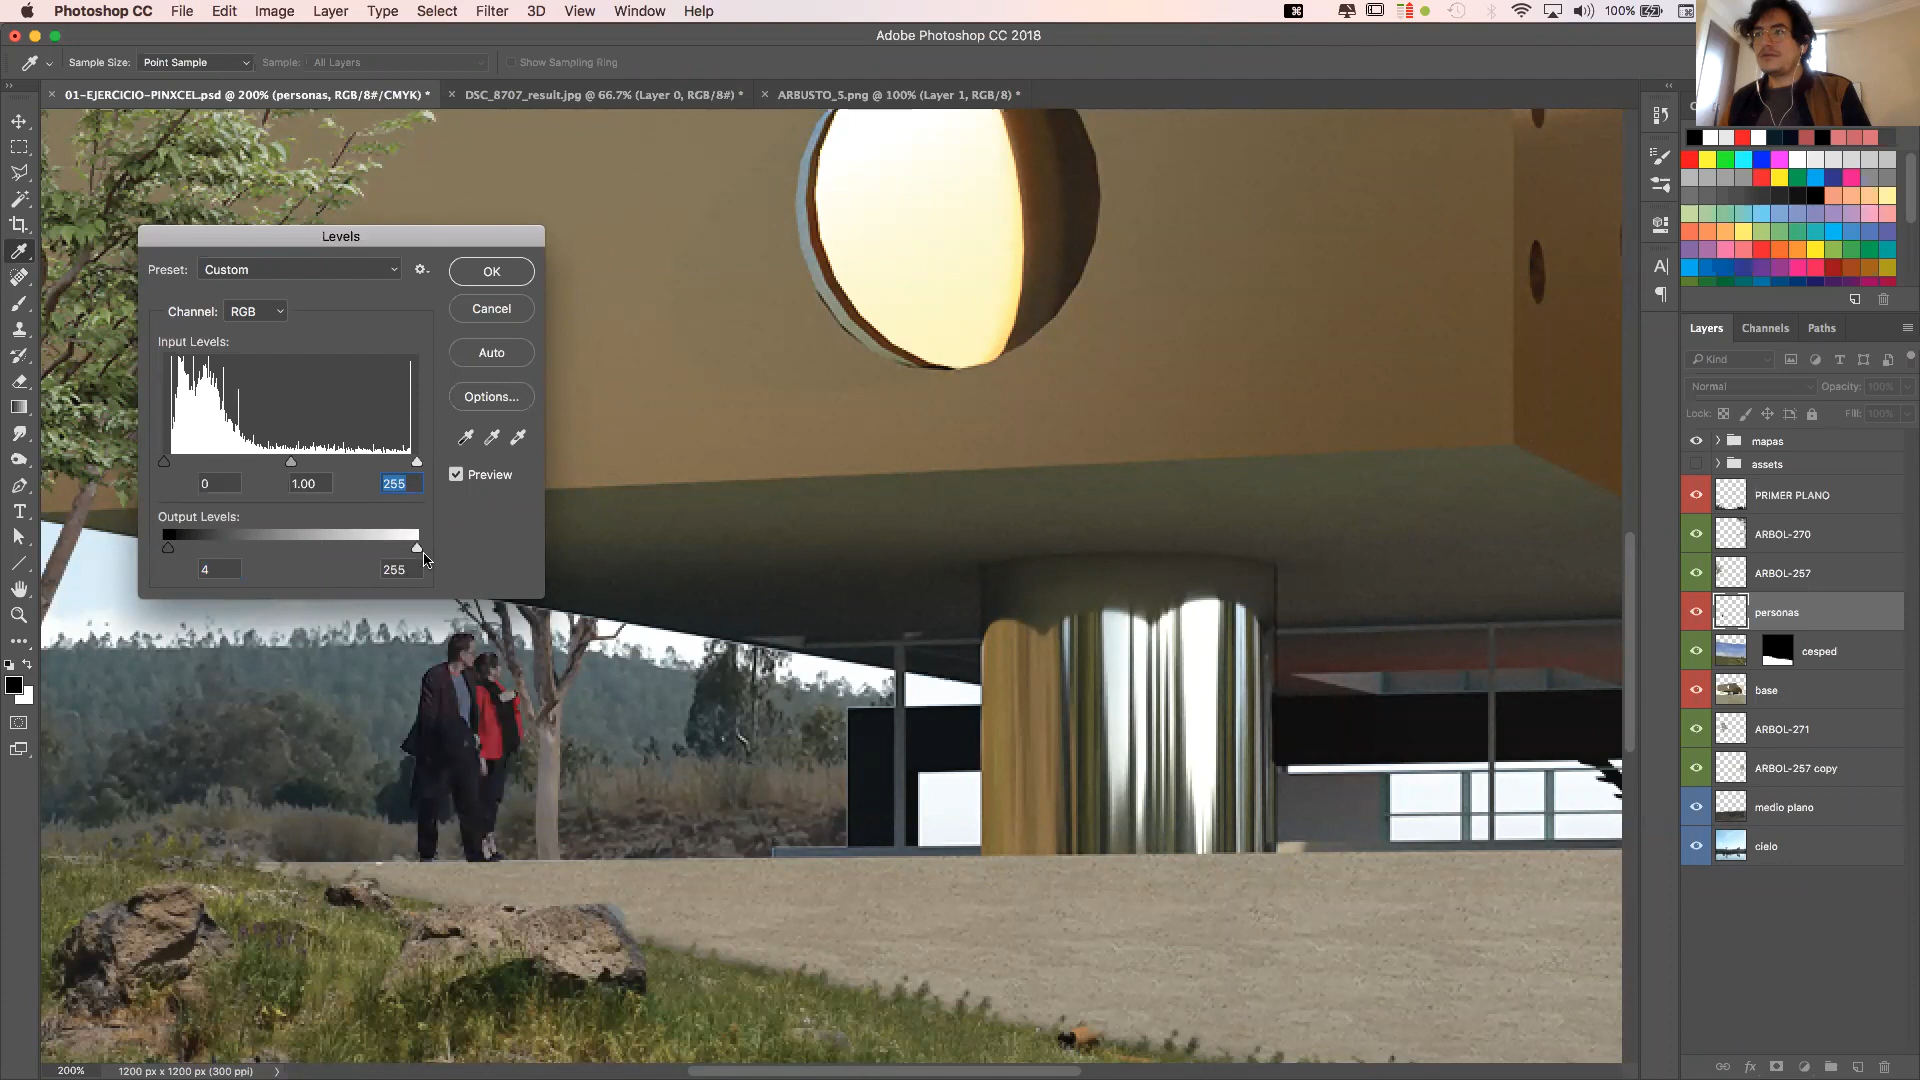 Photoshop CC File Edit Image Layer Type Select Filter 3D View Window Help 100%
Adobe Photoshop CC 2018
Sample Size: Point Sample Sample: All Layers Show Sampling Ring
01-EJERCICIO-PINXCEL.psd @ 200% (personas, RGB/8#/CMYK) * DSC_8707_result.jpg @ 66.7% (Layer 0, RGB/8#) * ARBUSTO_5.png @ 100% (Layer 1, RGB/8) *
Levels
Preset: Custom
OK
Channel: RGB
Cancel
Input Levels:
Auto
Options...
Preview
0 1.00 255
Output Levels:
4 255
Layers Channels Paths
Kind
Normal Opacity: 100%
Lock: Fill: 100%
mapas
assets
PRIMER PLANO
ARBOL-270
ARBOL-257
personas
cesped
base
ARBOL-271
ARBOL-257 copy
medio plano
cielo
200% 1200 px x 1200 px (300 ppi)